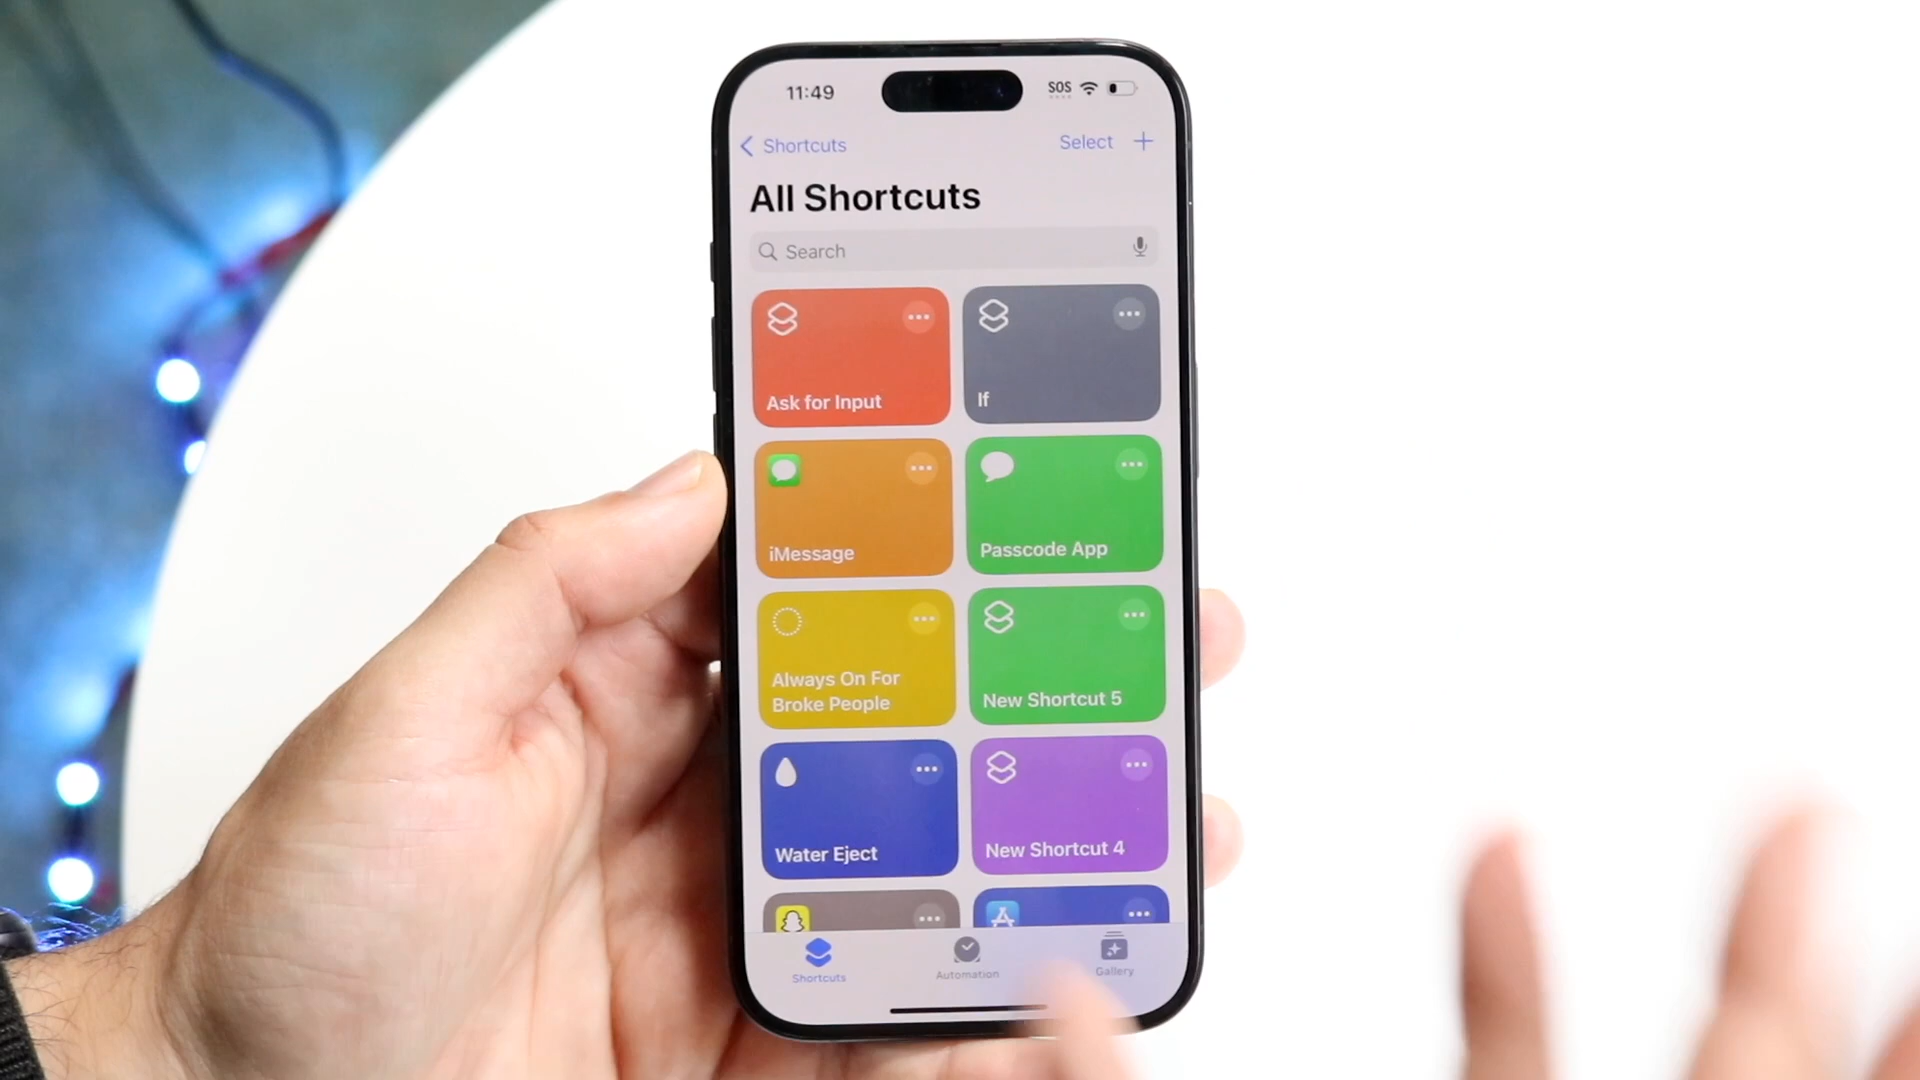 11:49
SOS
Shortcuts
Select +
All Shortcuts
Search
Ask for Input
If
iMessage
Passcode App
Always On For
Broke People
New Shortcut 5
Water Eject
New Shortcut 4
Shortcuts
Automation
Gallery